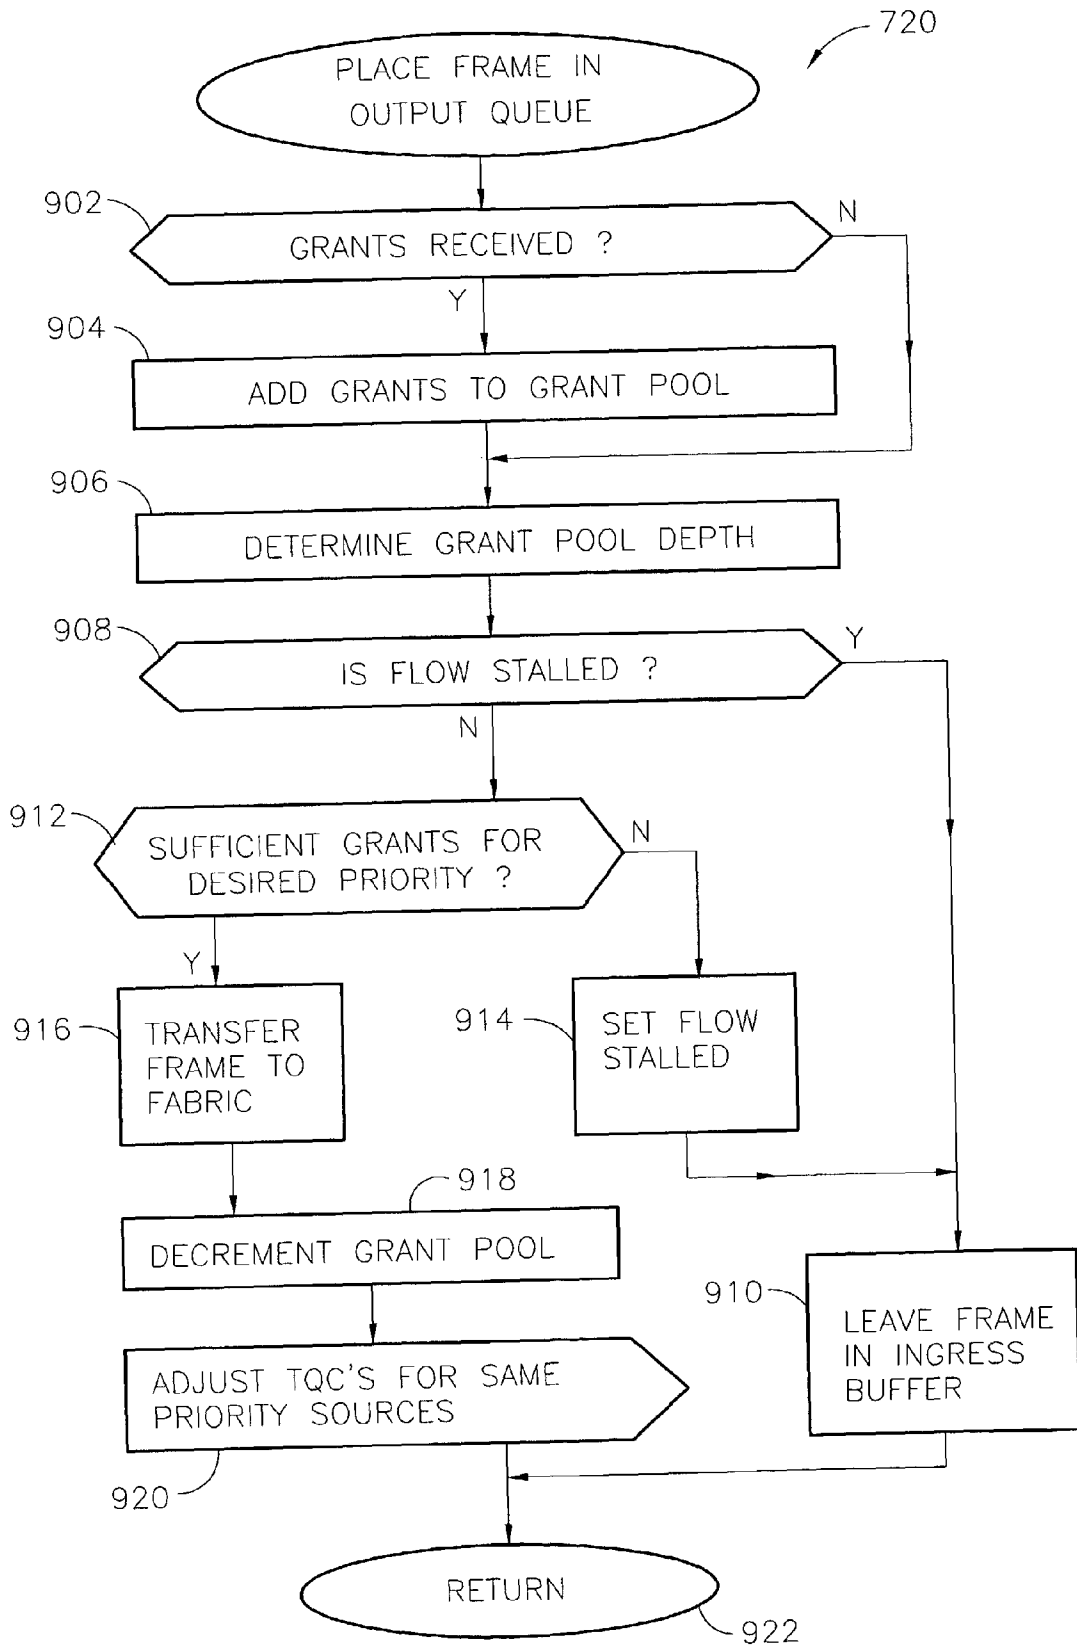 720
PLACE FRAME IN
OUTPUT QUEUE
902
N
GRANTS RECEIVED ?
Y
904
ADD GRANTS TO GRANT POOL
906
DETERMINE GRANT POOL DEPTH
908
Y
IS FLOW STALLED ?
N
912
N
SUFFICIENT GRANTS FOR
DESIRED PRIORITY ?
Y
916
TRANSFER
FRAME TO
FABRIC
914
SET FLOW
STALLED
918
DECREMENT GRANT POOL
910
LEAVE FRAME
IN INGRESS
BUFFER
ADJUST TQC'S FOR SAME
PRIORITY SOURCES
920
RETURN
922